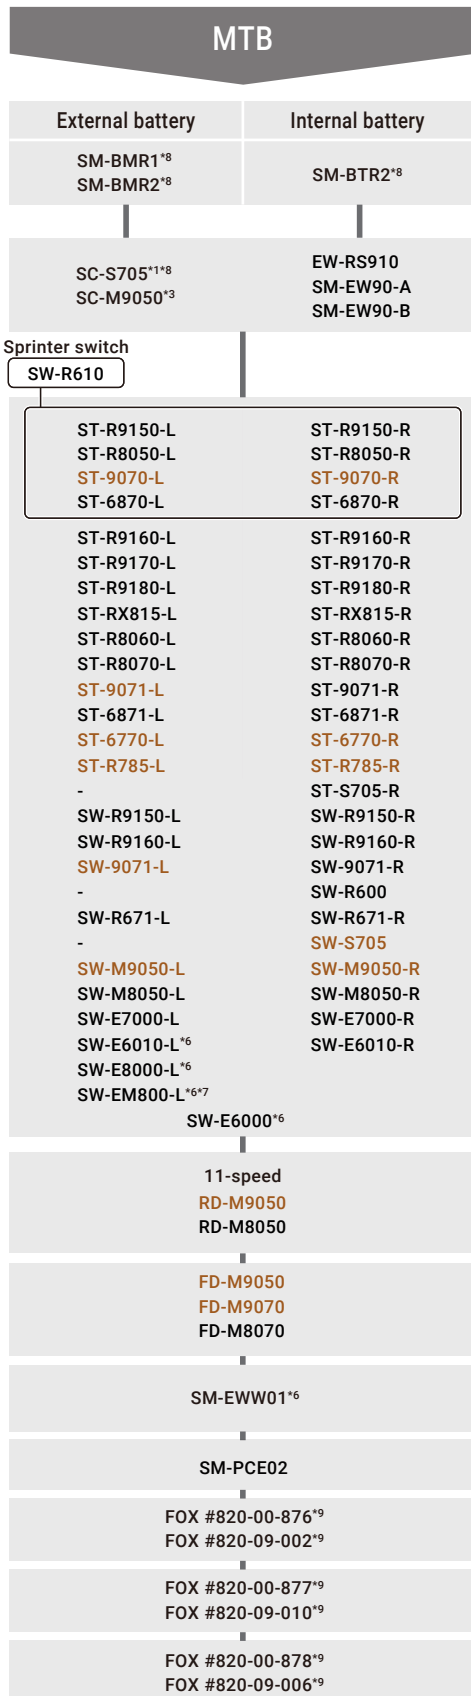 MTB
External battery Internal battery
SM-BMR1*8
SM-BMR2*8
SM-BTR2*8
SC-S705*1*8
SC-M9050*3
EW-RS910
SM-EW90-A
SM-EW90-B
Sprinter switch
SW-R610
ST-R9150-L ST-R9150-R
ST-R8050-L ST-R8050-R
ST-9070-L ST-9070-R
ST-6870-L ST-6870-R
ST-R9160-L ST-R9160-R
ST-R9170-L ST-R9170-R
ST-R9180-L ST-R9180-R
ST-RX815-L ST-RX815-R
ST-R8060-L ST-R8060-R
ST-R8070-L ST-R8070-R
ST-9071-L ST-9071-R
ST-6871-L ST-6871-R
ST-6770-L ST-6770-R
ST-R785-L ST-R785-R
- ST-S705-R
SW-R9150-L SW-R9150-R
SW-R9160-L SW-R9160-R
SW-9071-L SW-9071-R
- SW-R600
SW-R671-L SW-R671-R
- SW-S705
SW-M9050-L SW-M9050-R
SW-M8050-L SW-M8050-R
SW-E7000-L SW-E7000-R
SW-E6010-L*6 SW-E6010-R
SW-E8000-L*6
SW-EM800-L*6*7
SW-E6000*6
11-speed
RD-M9050
RD-M8050
FD-M9050
FD-M9070
FD-M8070
SM-EWW01*6
SM-PCE02
FOX #820-00-876*9
FOX #820-09-002*9
FOX #820-00-877*9
FOX #820-09-010*9
FOX #820-00-878*9
FOX #820-09-006*9